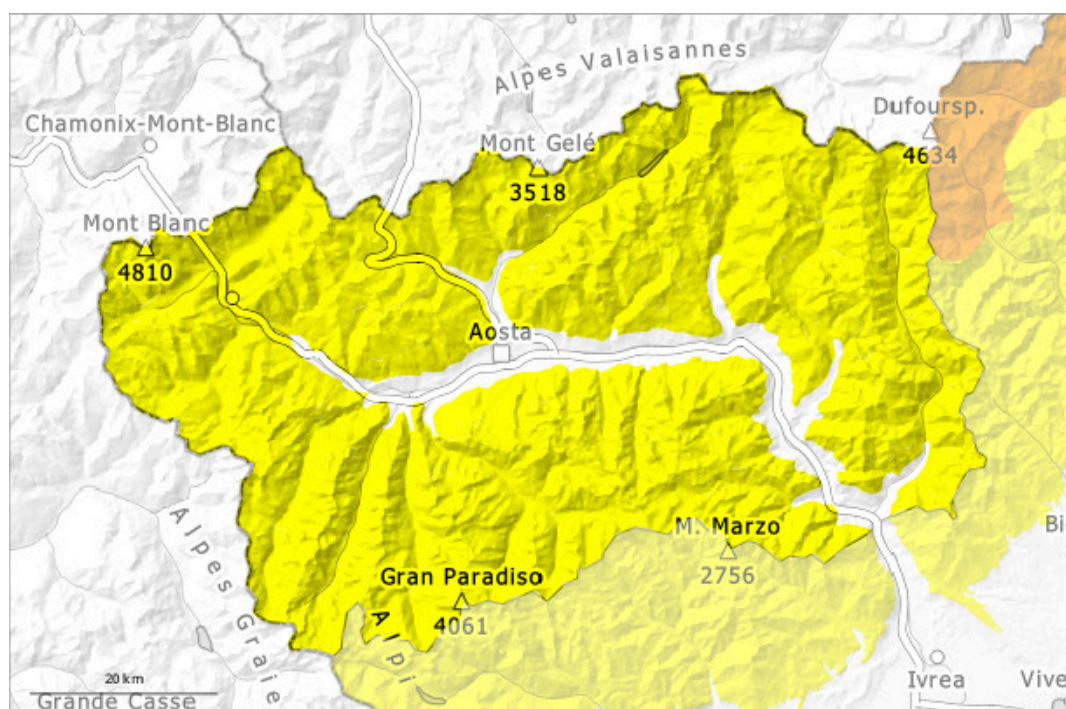 Alpes Valaisannes
Dufoursp.
4634
Chamonix-Mont-Blanc
Mont Gelé
3518
Mont Blanc
4810
Aosta
M. Marzo
2756
Gran Paradiso
4061
Alpes Graie
Alpi
Bi
20 km
Grande Casse
Ivrea
Vive